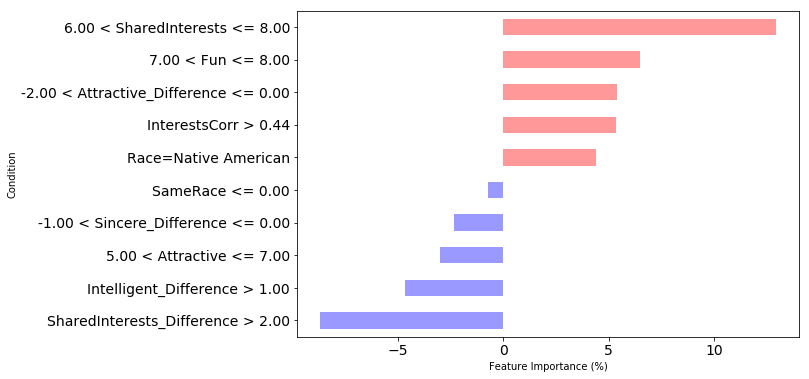 6.00 < SharedInterests <= 8.00
7.00 < Fun <= 8.00
-2.00 < Attractive_Difference <= 0.00
InterestsCorr > 0.44
Race=Native American
SameRace <= 0.00
-1.00 < Sincere_Difference <= 0.00
5.00 < Attractive <= 7.00
Intelligent_Difference > 1.00
SharedInterests_Difference > 2.00
Condition
−5 0 5 10
Feature Importance (%)